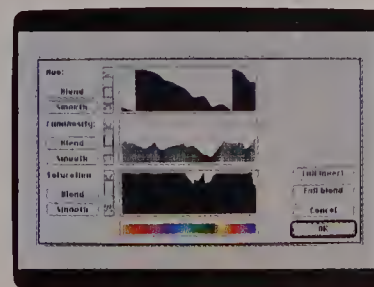 Hue:
Blend
Smooth
Luminosity:
Blend
Smooth
Saturation
Blend
Smooth
Full blend
Cancel
OK